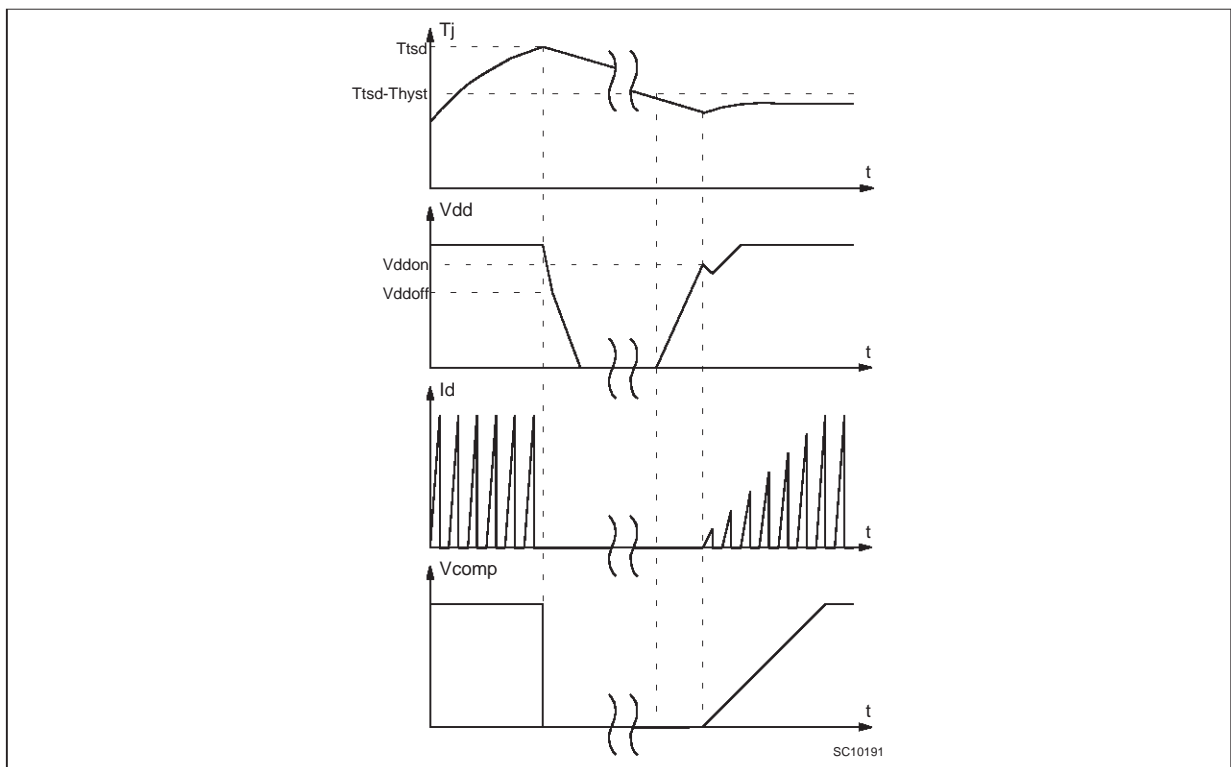 Tj
Ttsd
Ttsd-Thyst
t
Vdd
Vddon
Vddoff
t
Id
t
Vcomp
t
SC10191